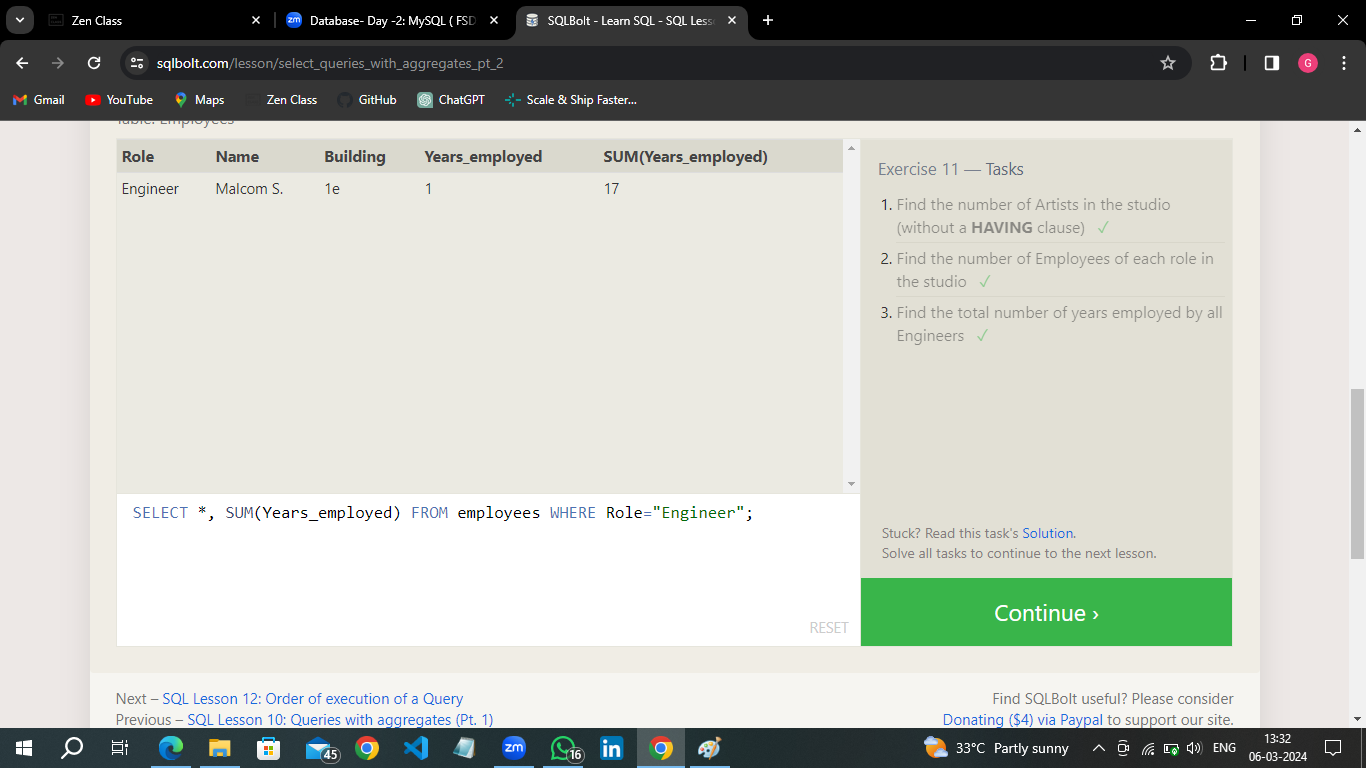 Zen Class
Database- Day -2: MySQL ( FSD
SQLBolt - Learn SQL - SQL Less
sqlbolt.com/lesson/select_queries_with_aggregates_pt_2
G
Gmail YouTube Maps Zen Class GitHub ChatGPT Scale & Ship Faster...
Table: Employees
Role Name Building Years_employed SUM(Years_employed)
Engineer Malcom S. 1e 1 17
Exercise 11 — Tasks
1. Find the number of Artists in the studio
(without a HAVING clause) ✓
2. Find the number of Employees of each role in
the studio ✓
3. Find the total number of years employed by all
Engineers ✓
SELECT *, SUM(Years_employed) FROM employees WHERE Role="Engineer";
RESET
Stuck? Read this task's Solution.
Solve all tasks to continue to the next lesson.
Continue ›
Next – SQL Lesson 12: Order of execution of a Query
Previous – SQL Lesson 10: Queries with aggregates (Pt. 1)
Find SQLBolt useful? Please consider
Donating ($4) via Paypal to support our site.
45
zm
16
33°C Partly sunny
ENG
13:32
06-03-2024